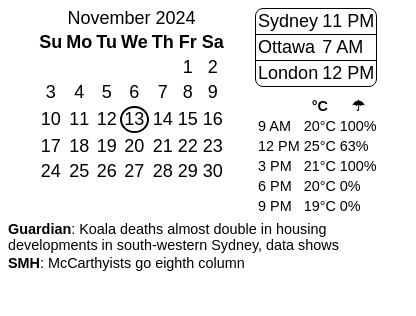 November 2024
Su Mo Tu We Th Fr Sa
1 2
3 4 5 6 7 8 9
10 11 12 13 14 15 16
17 18 19 20 21 22 23
24 25 26 27 28 29 30
Sydney 11 PM
Ottawa 7 AM
London 12 PM
°C ☂
9 AM 20°C 100%
12 PM 25°C 63%
3 PM 21°C 100%
6 PM 20°C 0%
9 PM 19°C 0%
Guardian: Koala deaths almost double in housing
developments in south-western Sydney, data shows
SMH: McCarthyists go eighth column